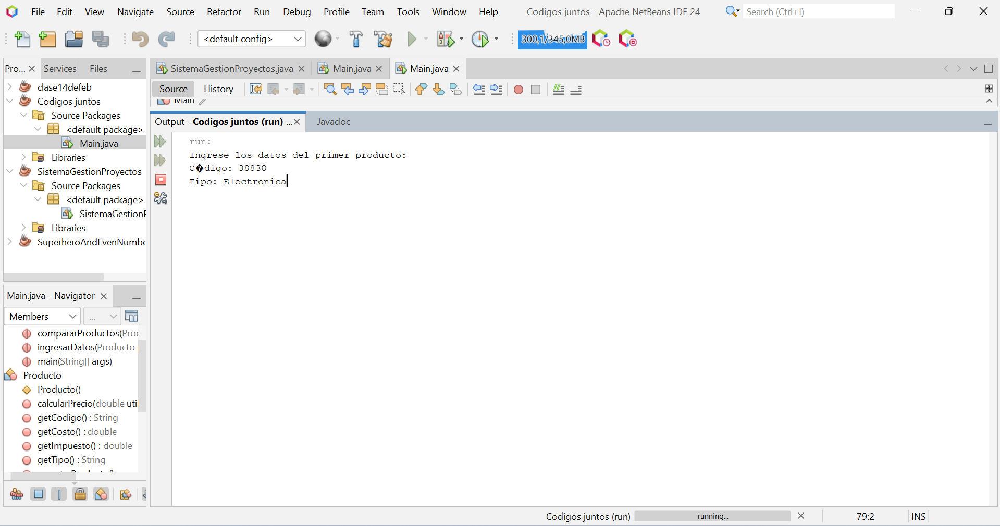 File Edit View Navigate Source Refactor Run Debug Profile Team Tools Window Help Codigos juntos - Apache NetBeans IDE 24 Search (Ctrl+I)
<default config> 300,1/345,0MB
Pro... Services Files
SistemaGestionProyectos.java Main.java Main.java
Source History
Main
clase14defeb
Codigos juntos
Source Packages
<default package>
Main.java
Libraries
SistemaGestionProyectos
Source Packages
<default package>
SistemaGestionP
Libraries
SuperheroAndEvenNumbe
Output - Codigos juntos (run) ... Javadoc
run:
Ingrese los datos del primer producto:
C�digo: 38838
Tipo: Electronica
Main.java - Navigator
Members ...
compararProductos(Proc
ingresarDatos(Producto
main(String[] args)
Producto
Producto()
calcularPrecio(double util
getCodigo() : String
getCosto() : double
getImpuesto() : double
getTipo() : String
Codigos juntos (run) running... 79:2 INS